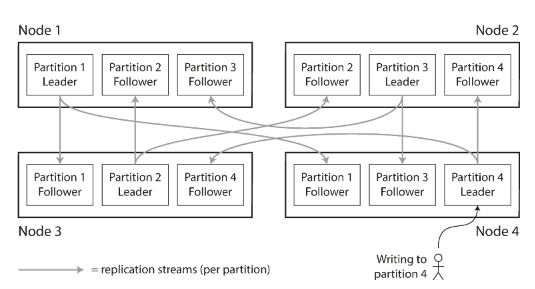 Node 1
Node 2
Partition 1
Leader
Partition 2
Follower
Partition 3
Follower
Partition 2
Follower
Partition 3
Leader
Partition 4
Follower
Partition 1
Follower
Partition 2
Leader
Partition 4
Follower
Partition 1
Follower
Partition 3
Follower
Partition 4
Leader
Node 3
Node 4
Writing to
partition 4
= replication streams (per partition)